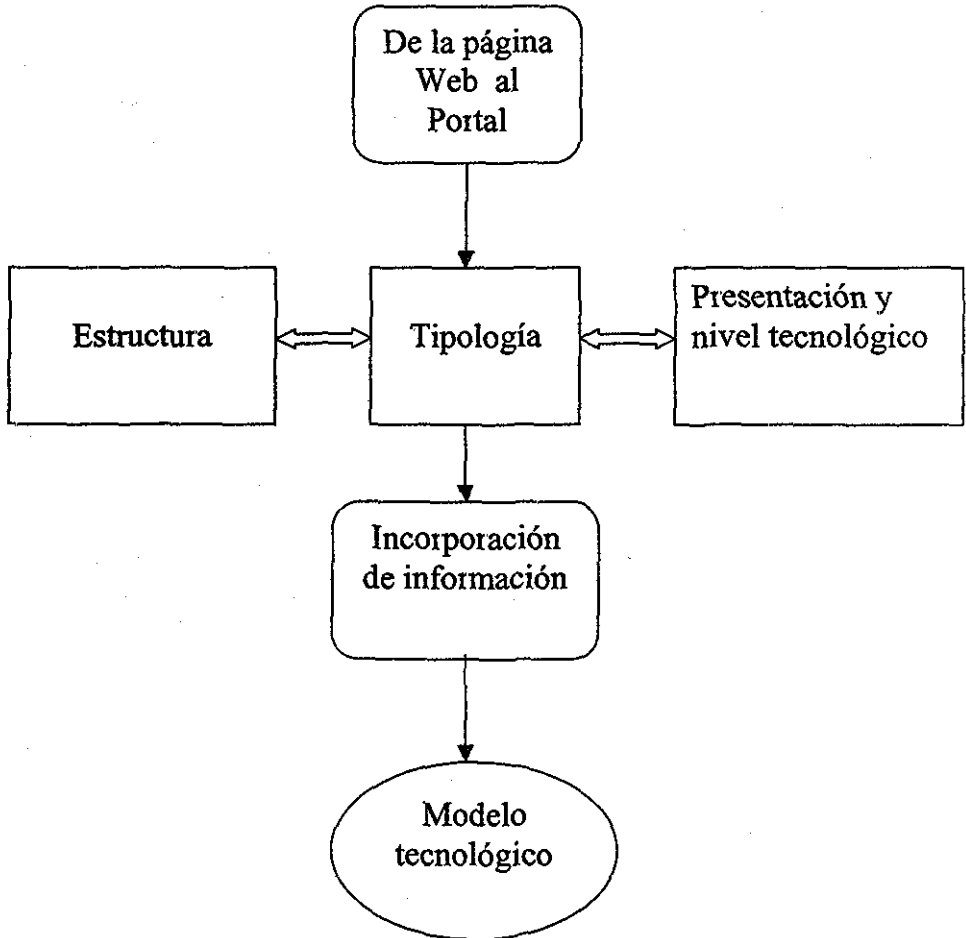 De la página
Web al
Portal
Estructura
Tipología
Presentación y
nivel tecnológico
Incorporación
de información
Modelo
tecnológico